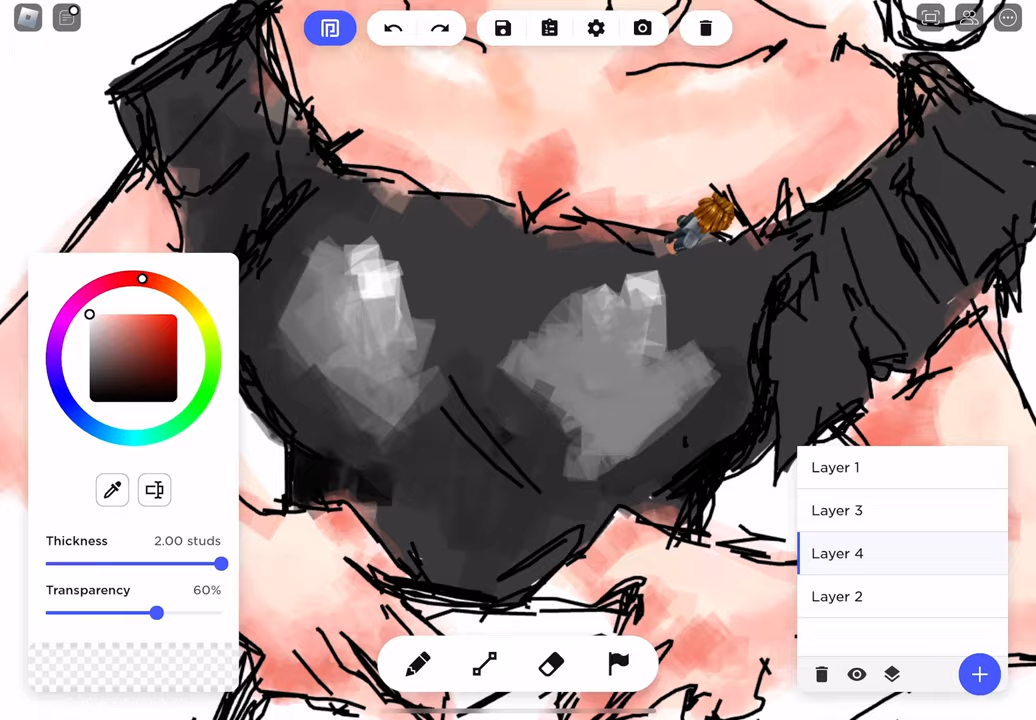 Thickness 2.00 studs
Transparency 60%
Layer 1
Layer 3
Layer 4
Layer 2